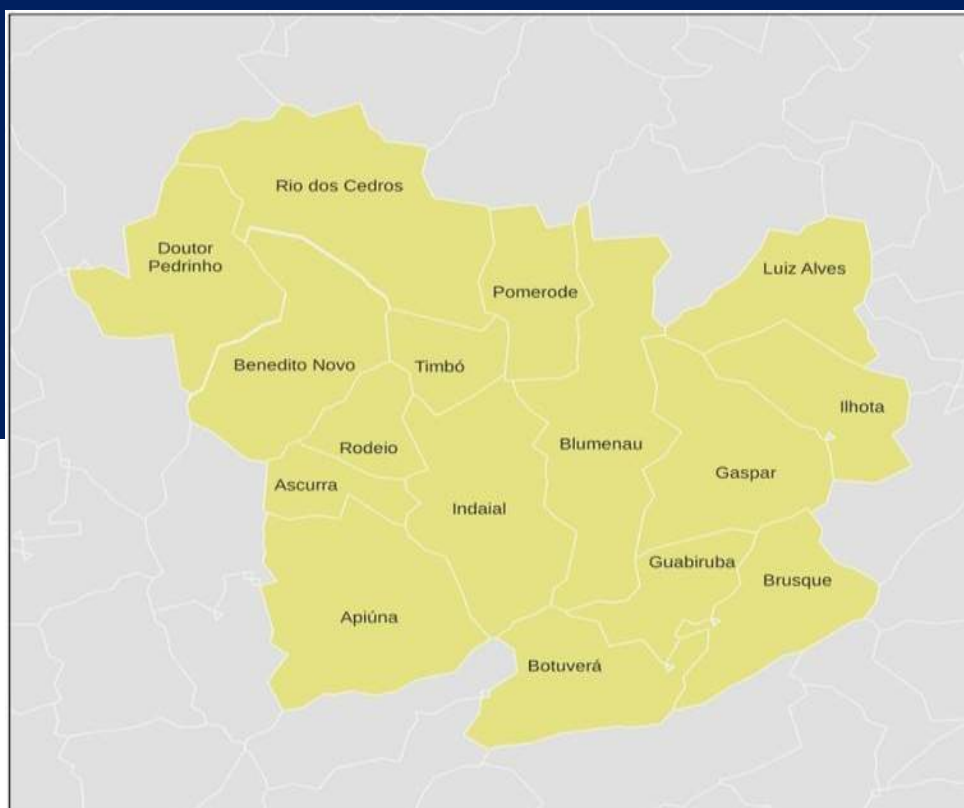 Rio dos Cedros
Doutor
Pedrinho
Luiz Alves
Pomerode
Benedito Novo
Timbó
Ilhota
Rodeio
Blumenau
Gaspar
Ascurra
Indaial
Guabiruba
Brusque
Apiúna
Botuverá